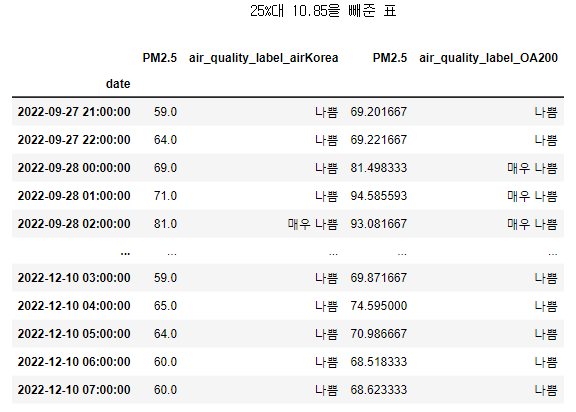 25%대 10.85을 빼준 표
PM2.5 air_quality_label_airKorea PM2.5 air_quality_label_OA200
date
2022-09-27 21:00:00 59.0 나쁨 69.201667 나쁨
2022-09-27 22:00:00 64.0 나쁨 69.221667 나쁨
2022-09-28 00:00:00 69.0 나쁨 81.498333 매우 나쁨
2022-09-28 01:00:00 71.0 나쁨 94.585593 매우 나쁨
2022-09-28 02:00:00 81.0 매우 나쁨 93.081667 매우 나쁨
... ... ... ... ...
2022-12-10 03:00:00 59.0 나쁨 69.871667 나쁨
2022-12-10 04:00:00 65.0 나쁨 74.595000 나쁨
2022-12-10 05:00:00 64.0 나쁨 70.986667 나쁨
2022-12-10 06:00:00 60.0 나쁨 68.518333 나쁨
2022-12-10 07:00:00 60.0 나쁨 68.623333 나쁨